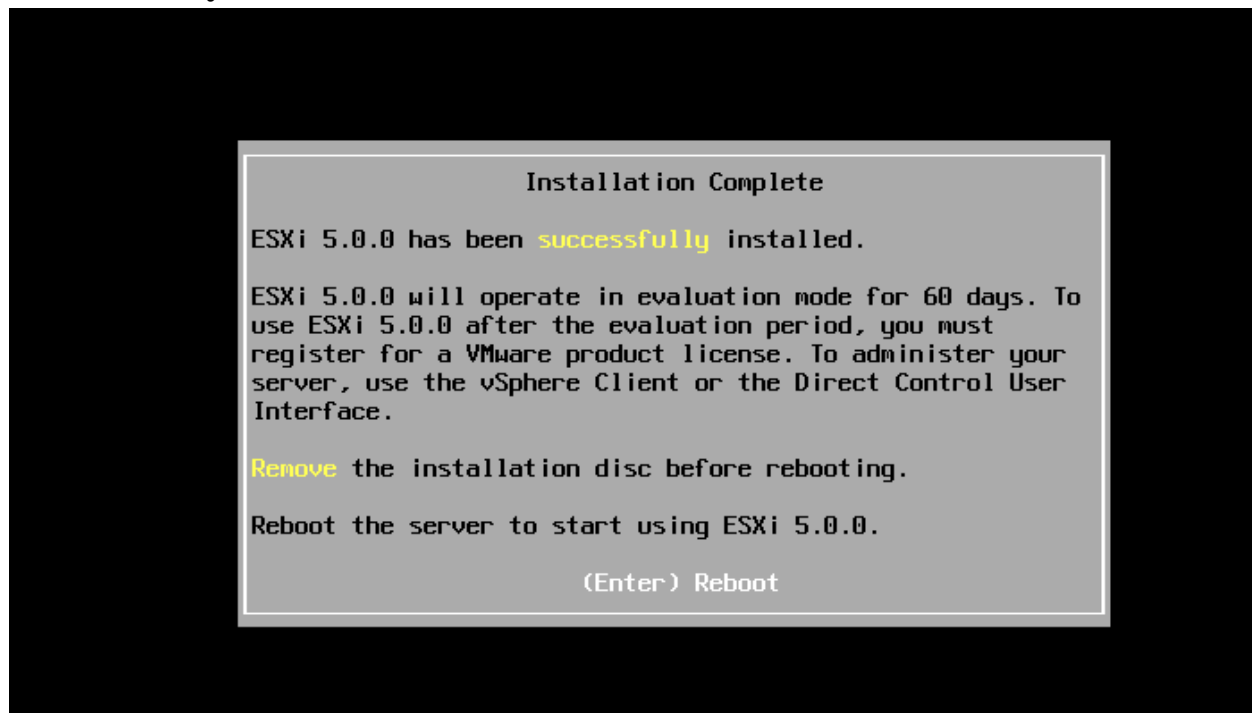 Installation Complete
ESXi 5.0.0 has been successfully installed.
ESXi 5.0.0 will operate in evaluation mode for 60 days. To
use ESXi 5.0.0 after the evaluation period, you must
register for a VMware product license. To administer your
server, use the vSphere Client or the Direct Control User
Interface.
Remove the installation disc before rebooting.
Reboot the server to start using ESXi 5.0.0.
(Enter) Reboot